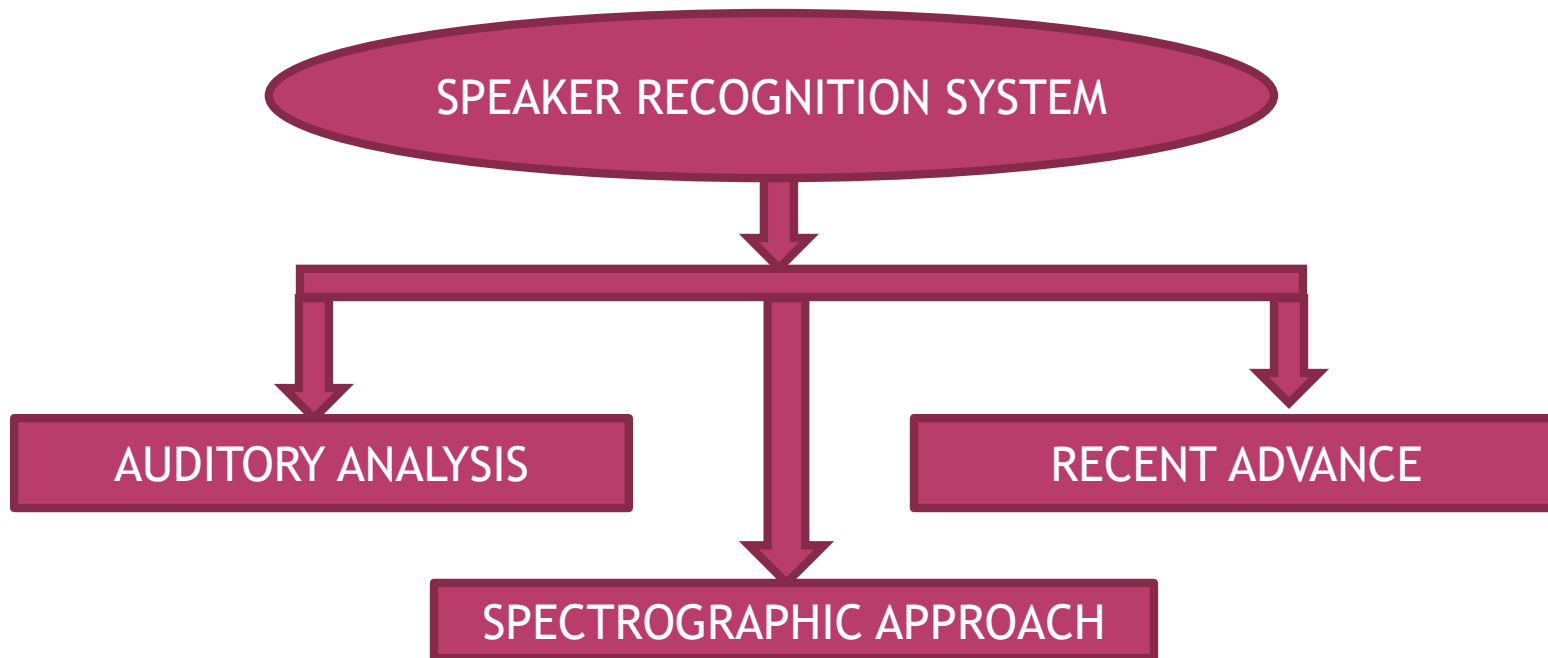 SPEAKER RECOGNITION SYSTEM
AUDITORY ANALYSIS
RECENT ADVANCE
SPECTROGRAPHIC APPROACH